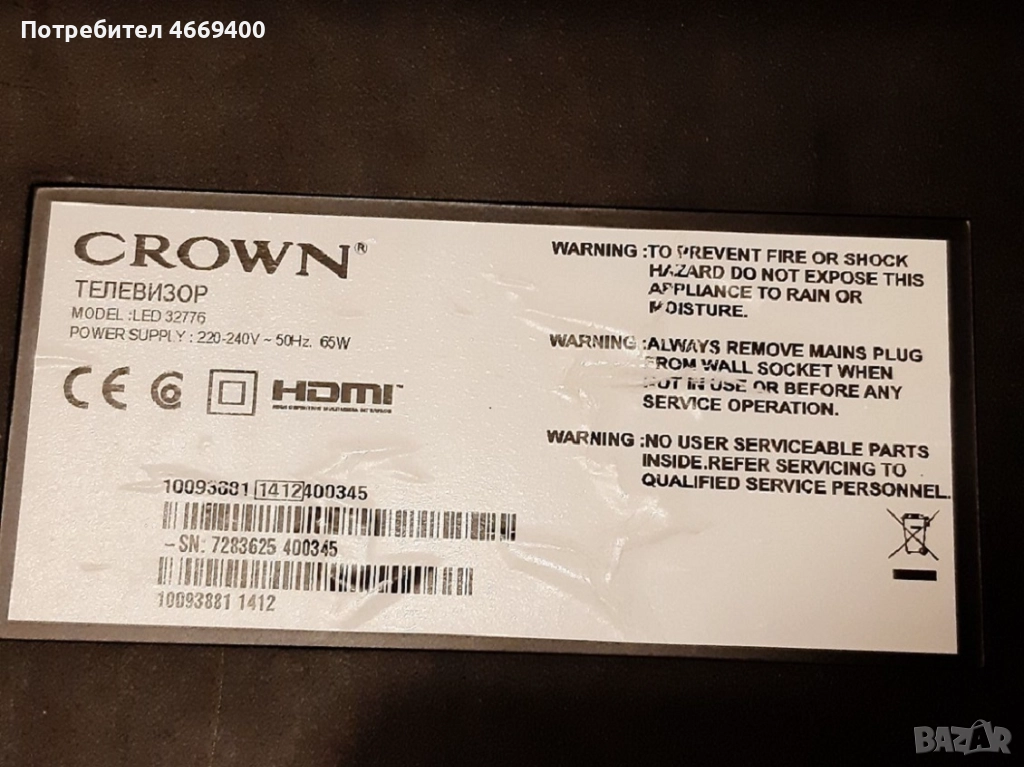 Потребител 4669400
CROWN®
ТЕЛЕВИЗОР
MODEL :LED 32776
POWER SUPPLY : 220-240V ~ 50Hz. 65W
CE HDMI™
WARNING :TO PREVENT FIRE OR SHOCK
HAZARD DO NOT EXPOSE THIS
APPLIANCE TO RAIN OR
MOISTURE.
WARNING :ALWAYS REMOVE MAINS PLUG
FROM WALL SOCKET WHEN
NOT IN USE OR BEFORE ANY
SERVICE OPERATION.
WARNING :NO USER SERVICEABLE PARTS
INSIDE.REFER SERVICING TO
QUALIFIED SERVICE PERSONNEL.
10093881 1412 400345
-SN: 7283625 400345
10093881 1412
BAZAR